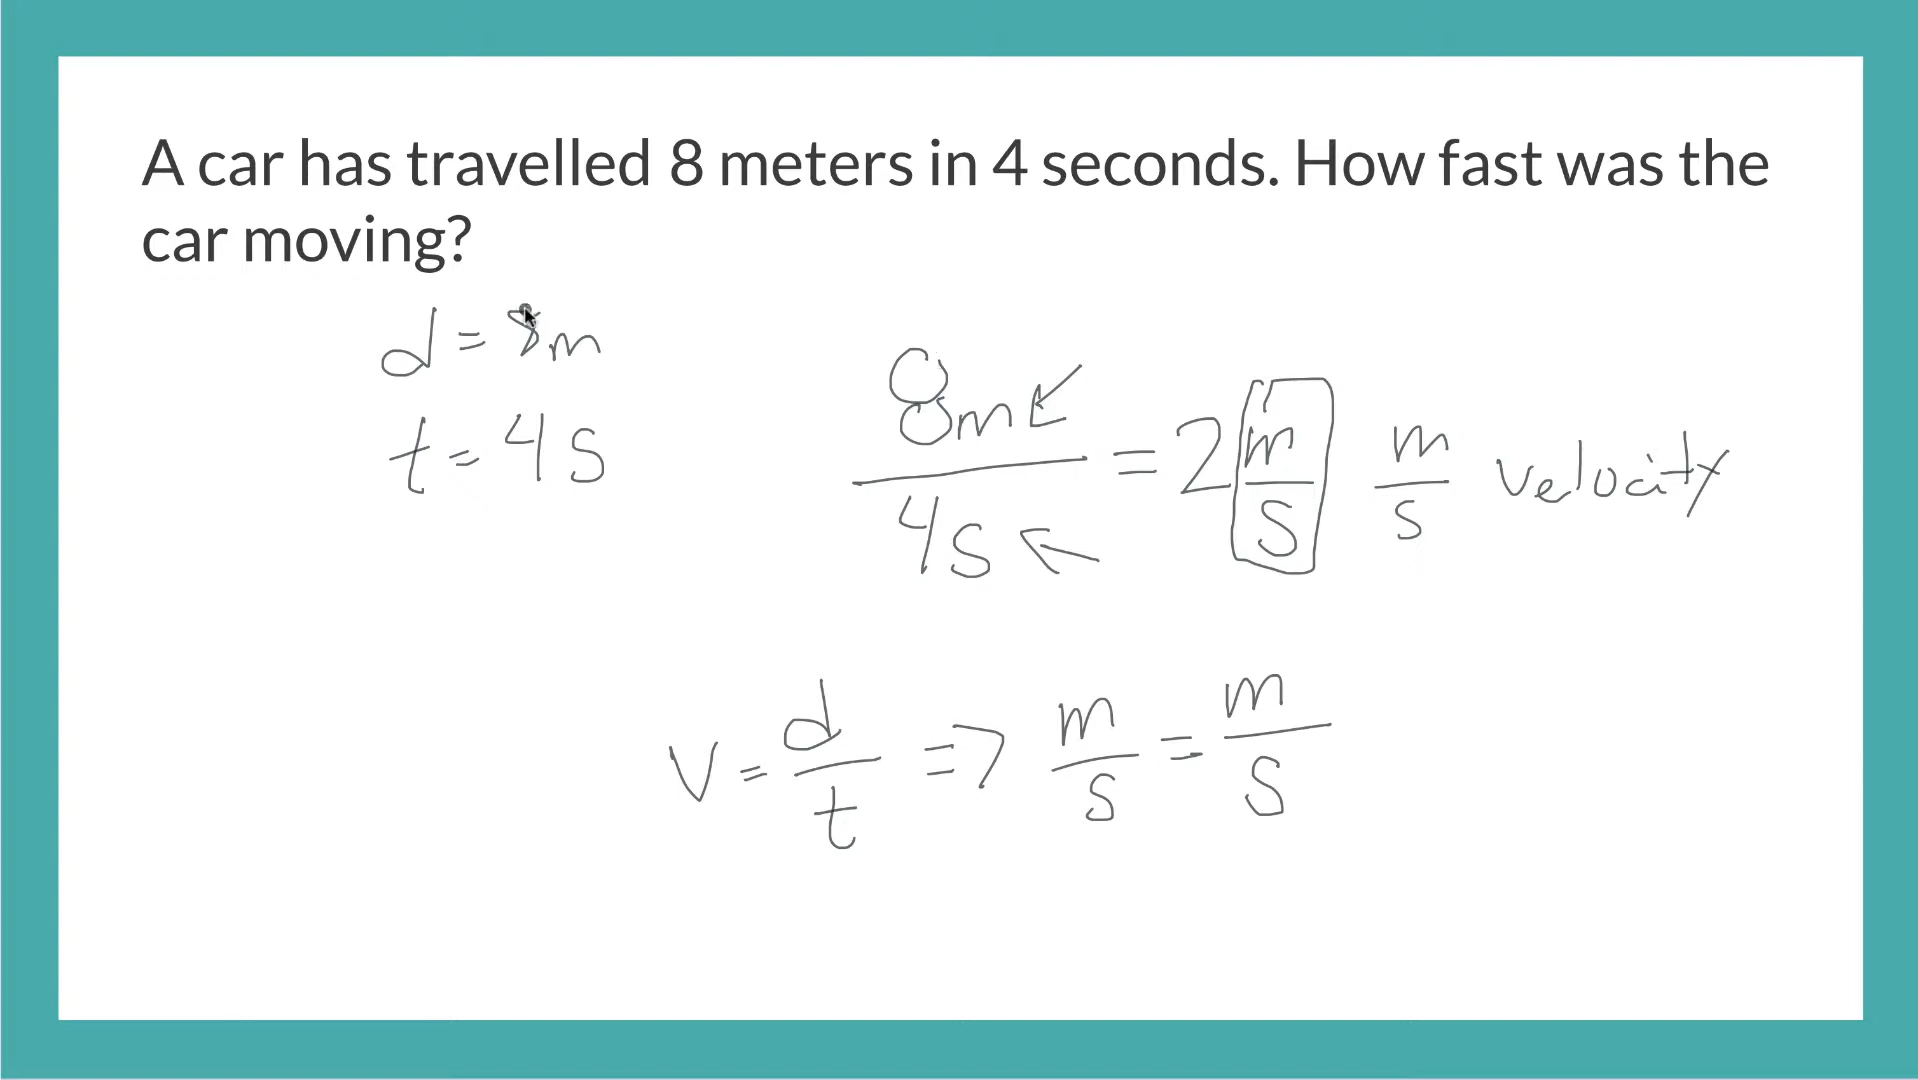 A car has travelled 8 meters in 4 seconds. How fast was the
car moving?
d = 8m
t = 4s
8m/4s = 2 m/s m/s velocity
v = d/t => m/s = m/s